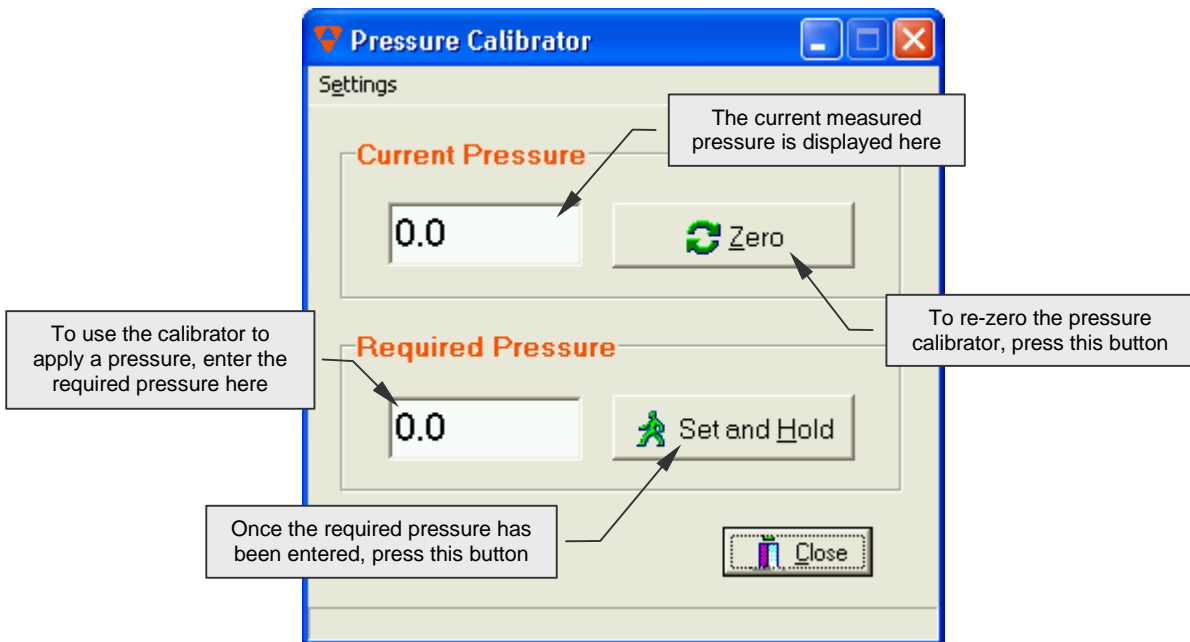 Pressure Calibrator
Settings
The current measured
pressure is displayed here
Current Pressure
0.0
Zero
To re-zero the pressure
calibrator, press this button
To use the calibrator to
apply a pressure, enter the
required pressure here
Required Pressure
0.0
Set and Hold
Once the required pressure has
been entered, press this button
Close